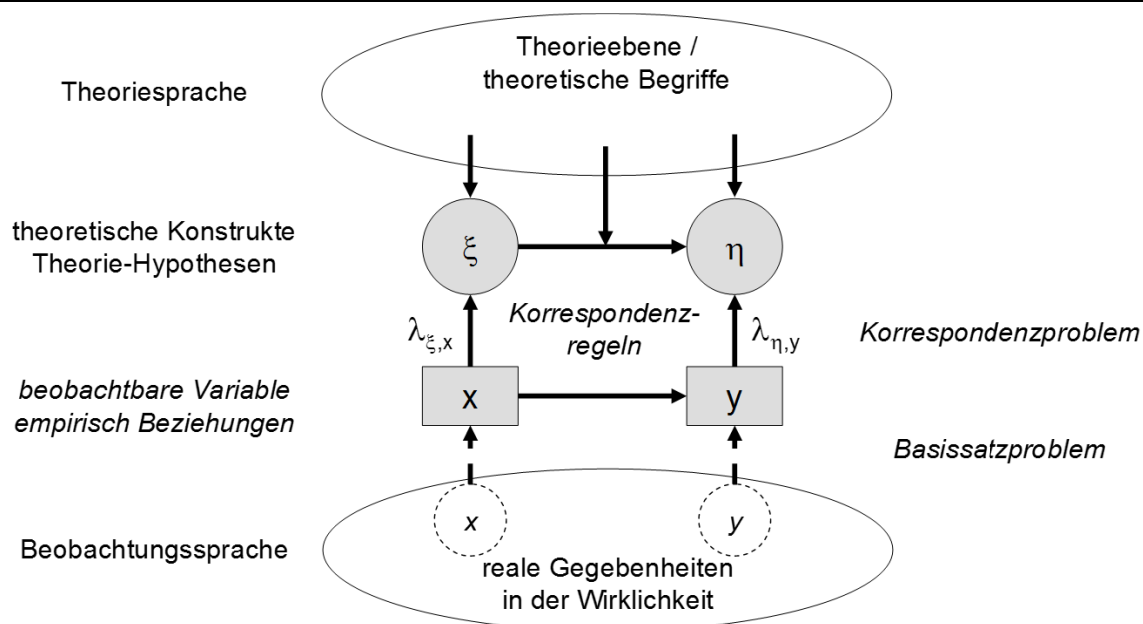 Theorieebene /
theoretische Begriffe
Theoriesprache
theoretische Konstrukte
Theorie-Hypothesen
ξ
η
λξ,x
Korrespondenz-
regeln
λη,y
Korrespondenzproblem
beobachtbare Variable
empirisch Beziehungen
x
y
Basissatzproblem
x
y
Beobachtungssprache
reale Gegebenheiten
in der Wirklichkeit